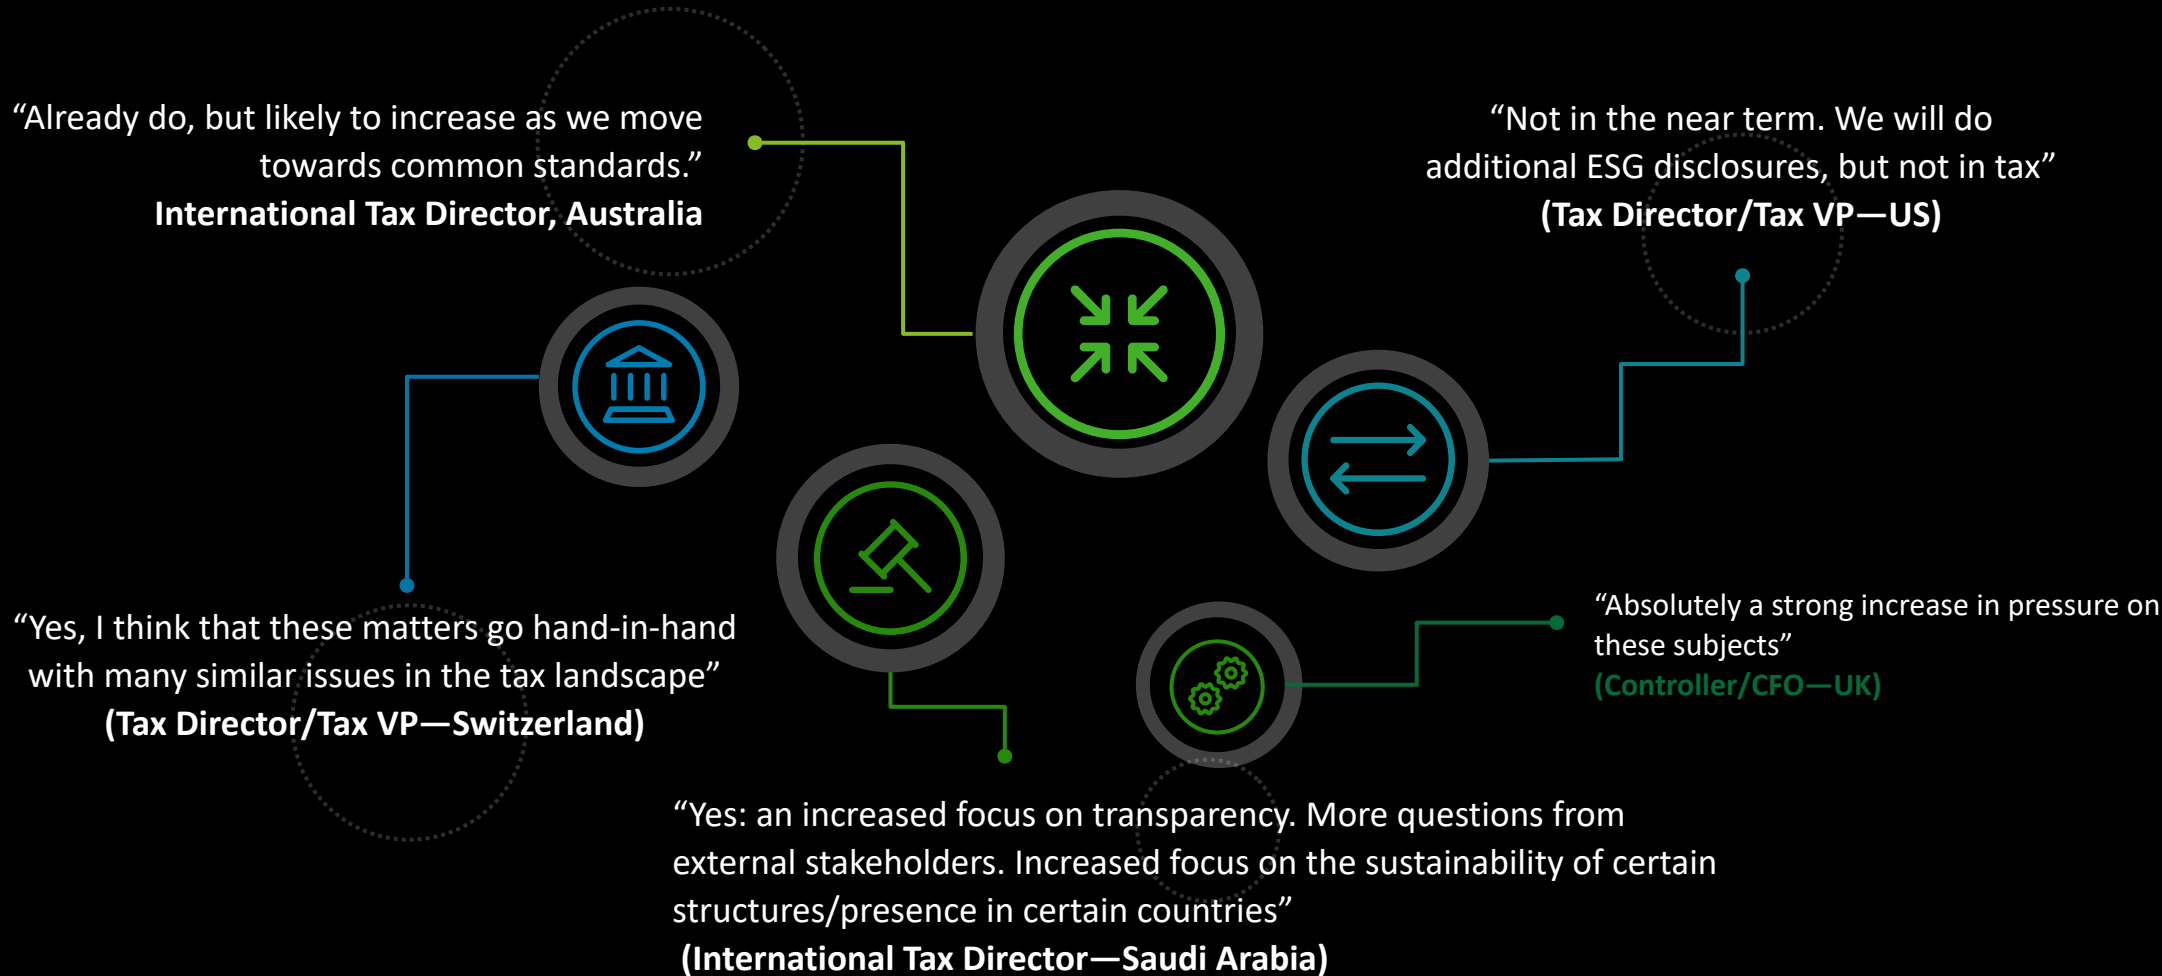 “Already do, but likely to increase as we move
towards common standards.”
International Tax Director, Australia
“Not in the near term. We will do
additional ESG disclosures, but not in tax”
(Tax Director/Tax VP—US)
“Yes, I think that these matters go hand-in-hand
with many similar issues in the tax landscape”
(Tax Director/Tax VP—Switzerland)
“Absolutely a strong increase in pressure on
these subjects”
(Controller/CFO—UK)
“Yes: an increased focus on transparency. More questions from
external stakeholders. Increased focus on the sustainability of certain
structures/presence in certain countries”
(International Tax Director—Saudi Arabia)